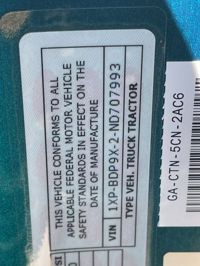 THIS VEHICLE CONFORMS TO ALL
APPLICABLE FEDERAL MOTOR VEHICLE
SAFETY STANDARDS IN EFFECT ON THE
DATE OF MANUFACTURE
VIN 1XP-BDP9X-2-ND707993
TYPE VEH. TRUCK TRACTOR
GA-CTN-5CN-2AC6